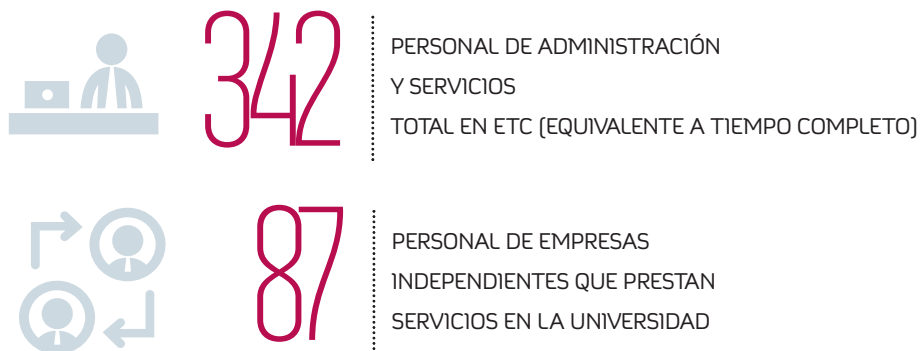 342
PERSONAL DE ADMINISTRACIÓN
Y SERVICIOS
TOTAL EN ETC (EQUIVALENTE A TIEMPO COMPLETO)
87
PERSONAL DE EMPRESAS
INDEPENDIENTES QUE PRESTAN
SERVICIOS EN LA UNIVERSIDAD